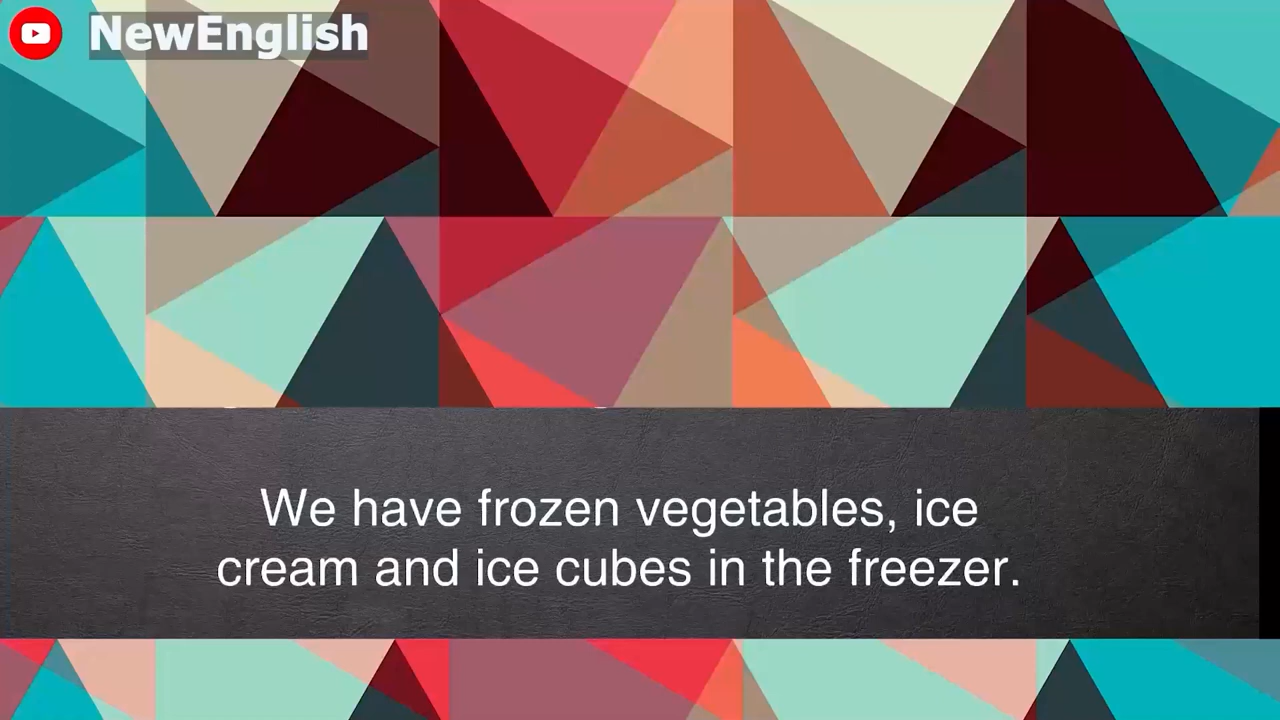 NewEnglish
We have frozen vegetables, ice
cream and ice cubes in the freezer.